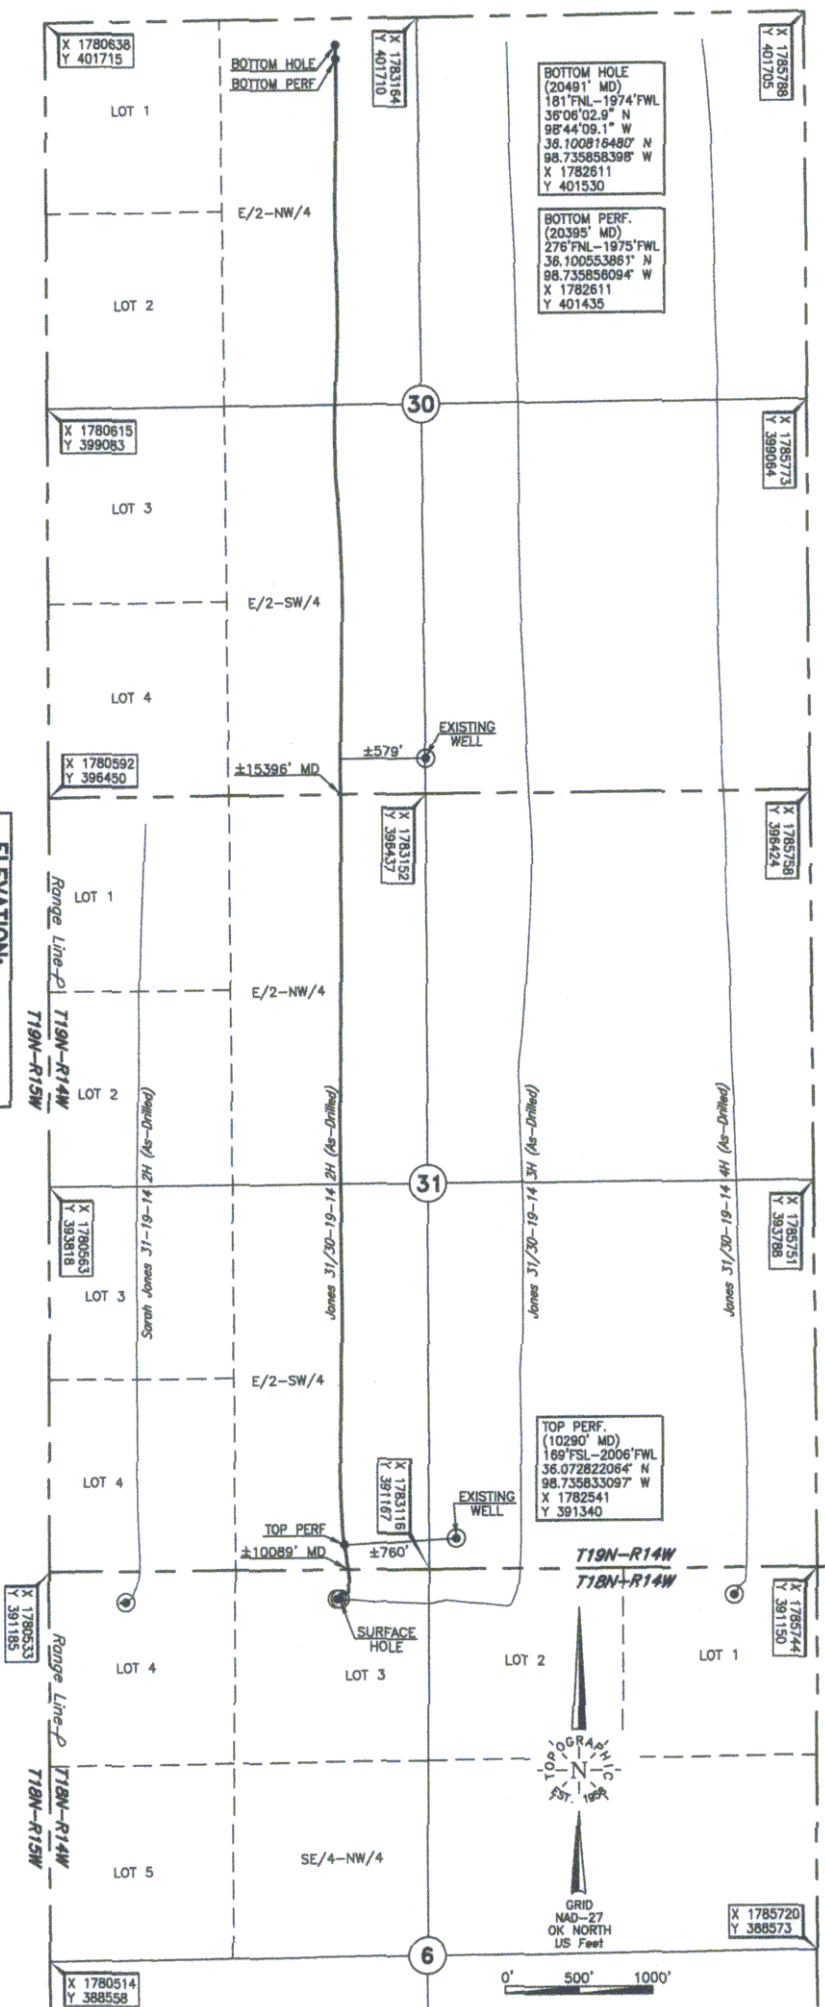 X 1780638
Y 401715
BOTTOM HOLE
BOTTOM PERF
X 1783164
Y 401710
X 1785788
Y 401705
LOT 1
BOTTOM HOLE
(20491' MD)
181'FNL-1974'FWL
36°06'02.9" N
98°44'09.1" W
36.100816480° N
98.735858398° W
X 1782611
Y 401530
E/2-NW/4
BOTTOM PERF.
(20395' MD)
276'FNL-1975'FWL
36.100553861° N
98.735856094° W
X 1782611
Y 401435
LOT 2
30
X 1780615
Y 399083
X 1785773
Y 399064
LOT 3
E/2-SW/4
LOT 4
EXISTING
WELL
±579'
X 1780592
Y 396450
±15396' MD
X 1783152
Y 396437
X 1785758
Y 396424
ELEVATION:
LOT 1
Range Line
E/2-NW/4
T19N-R14W
T19N-R15W
LOT 2
Sarah Jones 31-19-14 2H (As-Drilled)
Jones 31/30-19-14 2H (As-Drilled)
Jones 31/30-19-14 3H (As-Drilled)
Jones 31/30-19-14 4H (As-Drilled)
31
X 1780563
Y 393818
X 1785751
Y 393788
LOT 3
E/2-SW/4
TOP PERF.
(10290' MD)
169'FSL-2006'FWL
36.072822064° N
98.735833097° W
X 1782541
Y 391340
LOT 4
X 1783116
Y 391167
EXISTING
WELL
TOP PERF
±10089' MD
±760'
T19N-R14W
T18N-R14W
X 1780533
Y 391185
X 1785744
Y 391150
SURFACE
HOLE
Range Line
LOT 4
LOT 3
LOT 2
LOT 1
TOPOGRAPHIC
N
EST. 1958
T18N-R14W
T18N-R15W
LOT 5
SE/4-NW/4
GRID
NAD-27
OK NORTH
US Feet
X 1785720
Y 388573
6
X 1780514
Y 388558
0' 500' 1000'